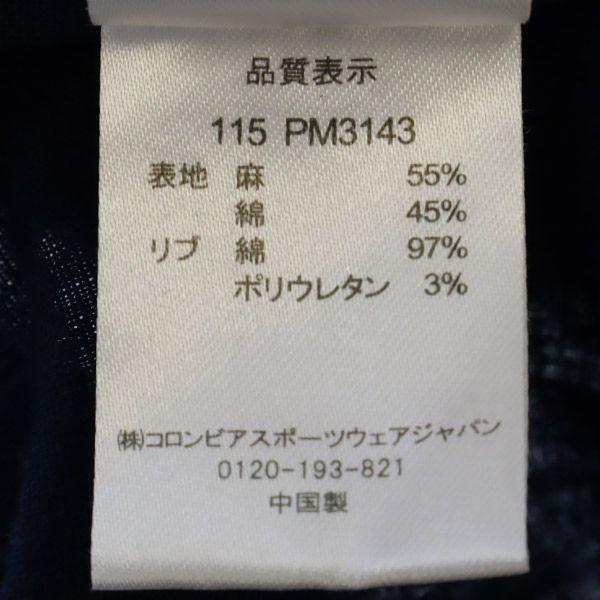 品質表示
115 PM3143
表地 麻 55%
綿 45%
リブ 綿 97%
ポリウレタン 3%
㈱コロンビアスポーツウェアジャパン
0120-193-821
中国製